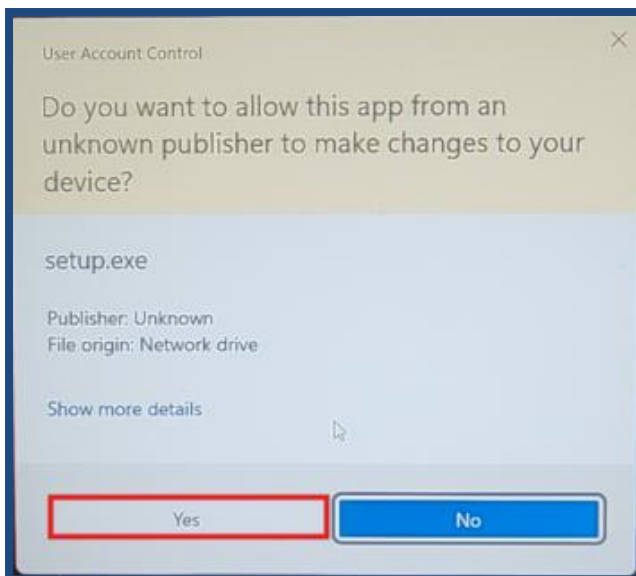 User Account Control
Do you want to allow this app from an
unknown publisher to make changes to your
device?
setup.exe
Publisher: Unknown
File origin: Network drive
Show more details
Yes
No